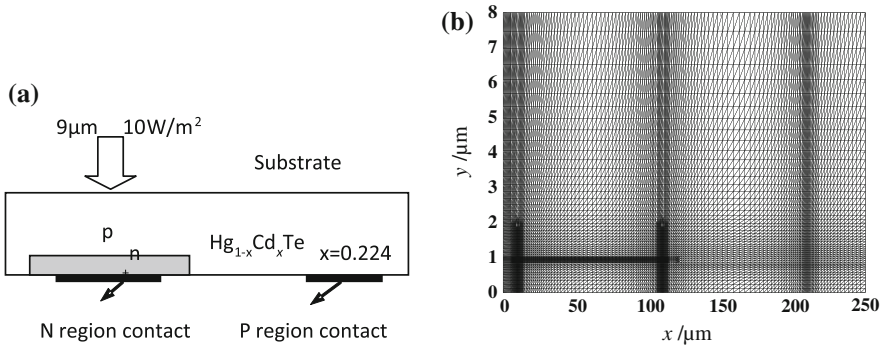 (a)
9μm 10W/m²
Substrate
p
n⁺
Hg₁₋ₓCdₓTe x=0.224
N region contact P region contact
(b)
y /μm
8
7
6
5
4
3
2
1
0
0 50 100 150 200 250
x /μm